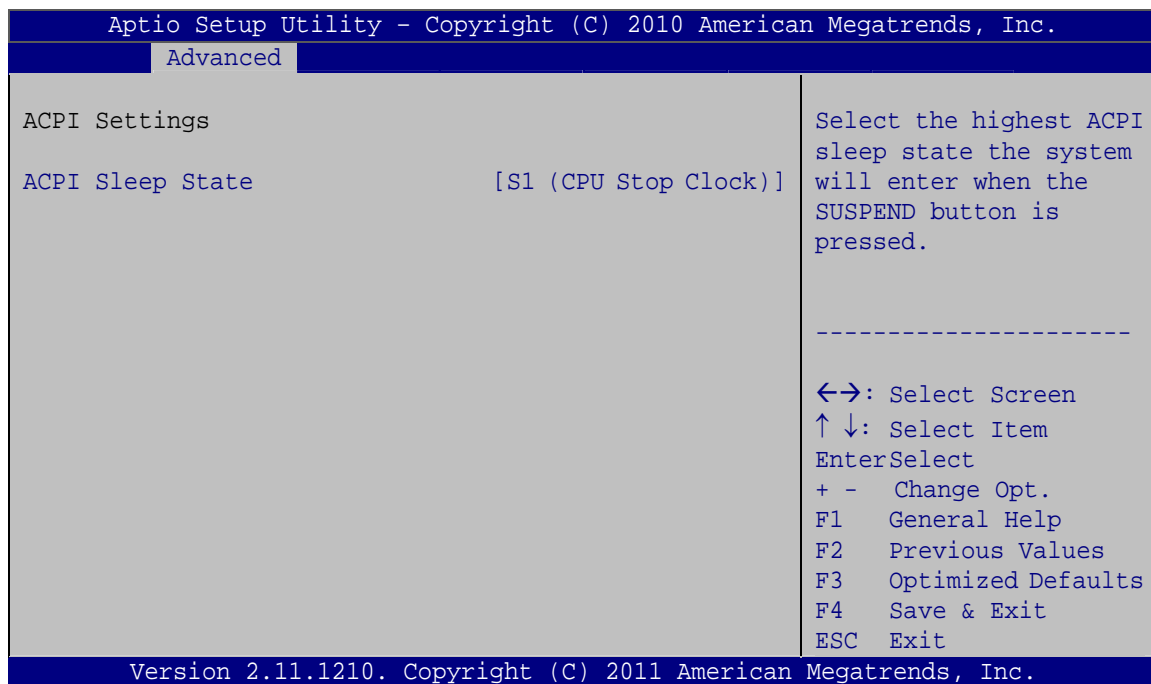 Aptio Setup Utility – Copyright (C) 2010 American Megatrends, Inc.
Advanced
ACPI Settings
ACPI Sleep State [S1 (CPU Stop Clock)]
Select the highest ACPI
sleep state the system
will enter when the
SUSPEND button is
pressed.
----------------------
←→: Select Screen
↑ ↓: Select Item
EnterSelect
+ - Change Opt.
F1 General Help
F2 Previous Values
F3 Optimized Defaults
F4 Save & Exit
ESC Exit
Version 2.11.1210. Copyright (C) 2011 American Megatrends, Inc.